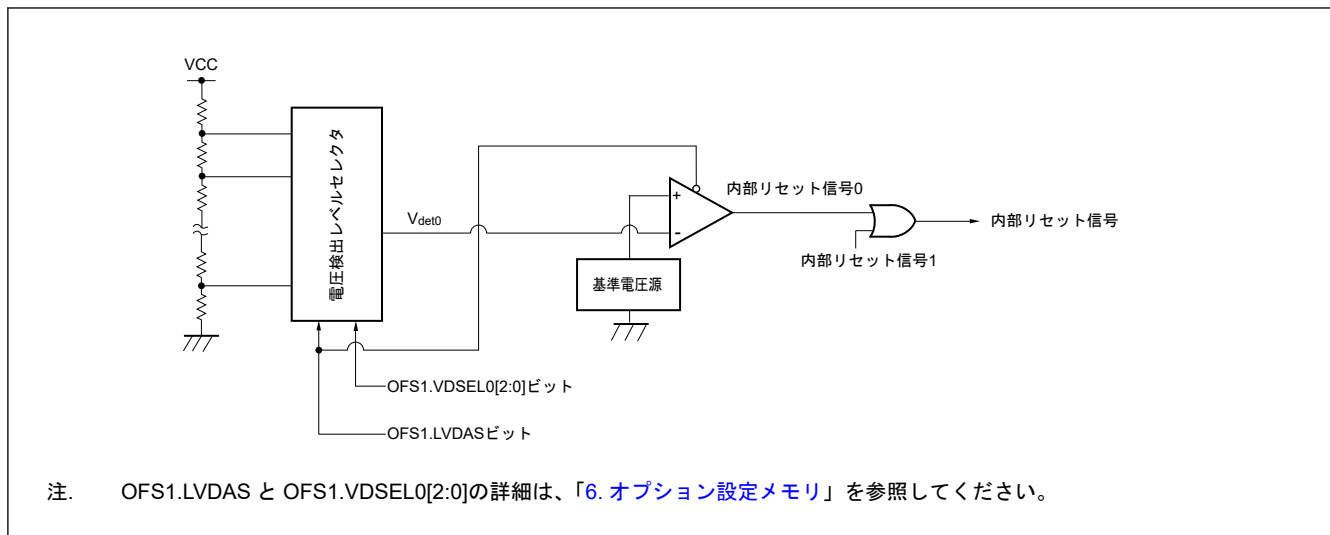 VCC
電圧検出レベルセレクタ
Vdet0
+
-
基準電圧源
内部リセット信号0
内部リセット信号1
内部リセット信号
OFS1.VDSEL0[2:0]ビット
OFS1.LVDASビット
注. OFS1.LVDAS と OFS1.VDSEL0[2:0]の詳細は、「6. オプション設定メモリ」を参照してください。